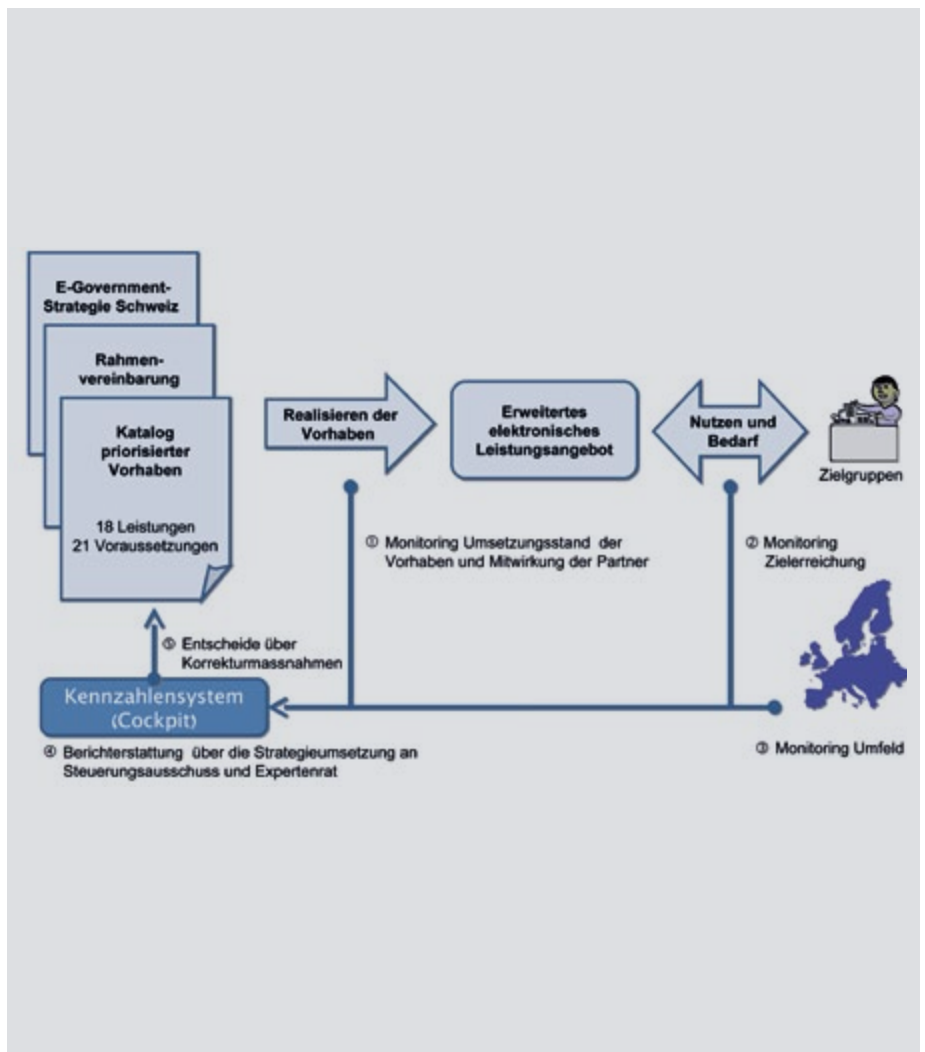 E-Government-
Strategie Schweiz
Rahmen-
vereinbarung
Katalog
priorisierter
Vorhaben
18 Leistungen
21 Voraussetzungen
Realisieren der
Vorhaben
Erweitertes
elektronisches
Leistungsangebot
Nutzen und
Bedarf
Zielgruppen
① Monitoring Umsetzungsstand der
Vorhaben und Mitwirkung der Partner
② Monitoring
Zielerreichung
⑤ Entscheide über
Korrekturmassnahmen
Kennzahlensystem
(Cockpit)
③ Monitoring Umfeld
④ Berichterstattung über die Strategieumsetzung an
Steuerungsausschuss und Expertenrat